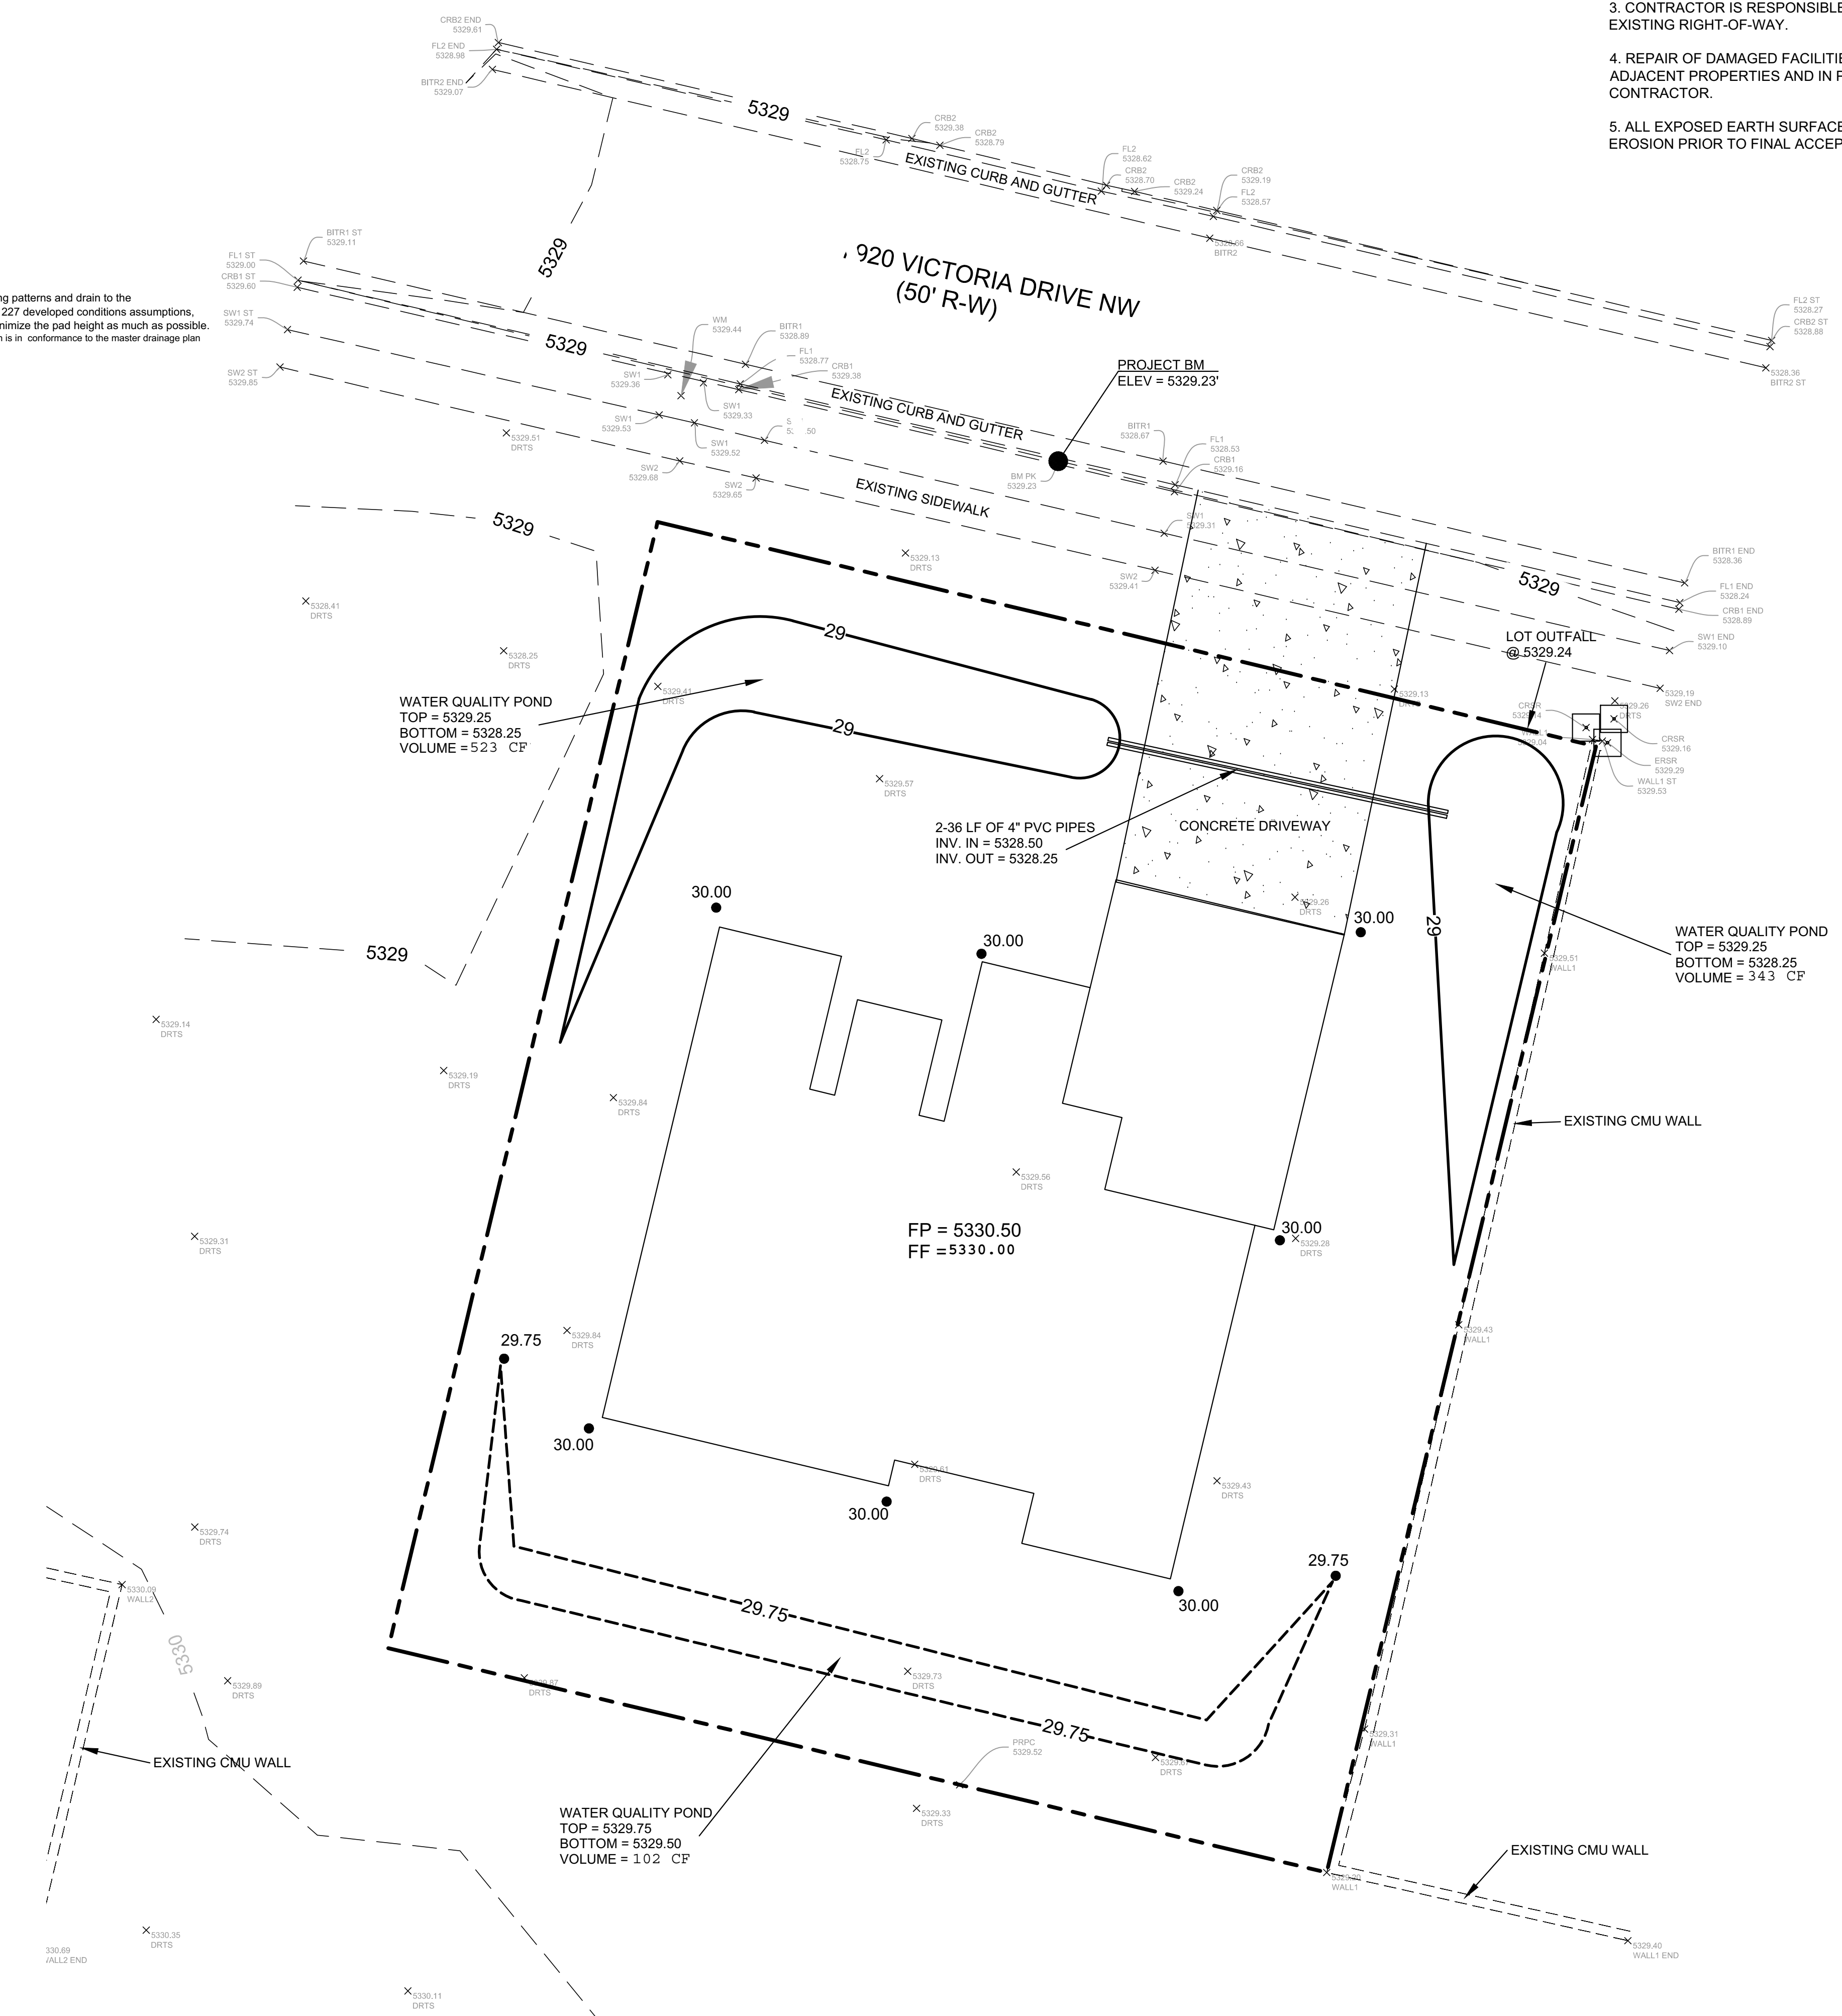 3. CONTRACTOR IS RESPONSIBLE
EXISTING RIGHT-OF-WAY.
4. REPAIR OF DAMAGED FACILITIE
ADJACENT PROPERTIES AND IN
CONTRACTOR.
5. ALL EXPOSED EARTH SURFACE
EROSION PRIOR TO FINAL ACCEP
CRB2 END
5329.61
FL2 END
5328.98
BITR2 END
5329.07
5329
CRB2
5329.38
CRB2
5328.79
FL2
5328.75
EXISTING CURB AND GUTTER
FL2
5328.62
CRB2
5328.70
CRB2
5329.24
CRB2
5329.19
FL2
5328.57
5328.66
BITR2
FL2 ST
5328.27
CRB2 ST
5328.88
5328.36
BITR2 ST
BITR1 ST
5329.11
FL1 ST
5329.00
CRB1 ST
5329.60
SW1 ST
5329.74
SW2 ST
5329.85
5329
920 VICTORIA DRIVE NW
(50' R-W)
ng patterns and drain to the
227 developed conditions assumptions,
nimize the pad height as much as possible.
n is in conformance to the master drainage plan
5329
WM
5329.44
BITR1
5328.89
FL1
5328.77
CRB1
5329.38
SW1
5329.36
SW1
5329.33
SW1
5329.53
SW1
5329.52
SW2
5329.68
SW2
5329.65
5329.51
DRTS
EXISTING CURB AND GUTTER
PROJECT BM
ELEV = 5329.23'
BM PK
5329.23
BITR1
5328.67
FL1
5328.53
CRB1
5329.16
EXISTING SIDEWALK
SW1
5329.31
SW2
5329.41
5329
5329.13
DRTS
5329
BITR1 END
5328.36
FL1 END
5328.24
CRB1 END
5328.89
SW1 END
5329.10
5329.19
SW2 END
5328.41
DRTS
5328.25
DRTS
29
LOT OUTFALL
@ 5329.24
WATER QUALITY POND
TOP = 5329.25
BOTTOM = 5328.25
VOLUME = 523 CF
5329.41
DRTS
29
5329.13
5329.26
DRTS
CRSR
CRSR
5329.16
5329.04
ERSR
5329.29
WALL1 ST
5329.53
5329.57
DRTS
2-36 LF OF 4" PVC PIPES
INV. IN = 5328.50
INV. OUT = 5328.25
CONCRETE DRIVEWAY
5329.26
DRTS
30.00
30.00
30.00
29
5329
5329.51
WALL1
WATER QUALITY POND
TOP = 5329.25
BOTTOM = 5328.25
VOLUME = 343 CF
5329.14
DRTS
5329.19
DRTS
5329.84
DRTS
EXISTING CMU WALL
5329.56
DRTS
FP = 5330.50
FF =5330.00
30.00
5329.28
DRTS
5329.31
DRTS
5329.84
DRTS
29.75
5329.43
WALL1
30.00
5329.61
DRTS
5329.43
DRTS
30.00
5329.74
DRTS
5330.09
WALL2
29.75
30.00
29.75
5330
5329.89
DRTS
5329.87
DRTS
5329.73
DRTS
29.75
PRPC
5329.52
DRTS
5329.31
WALL1
EXISTING CMU WALL
WATER QUALITY POND
TOP = 5329.75
BOTTOM = 5329.50
VOLUME = 102 CF
5329.33
DRTS
WALL1
EXISTING CMU WALL
5330.35
DRTS
330.69
ALL2 END
5329.40
WALL1 END
5330.11
DRTS